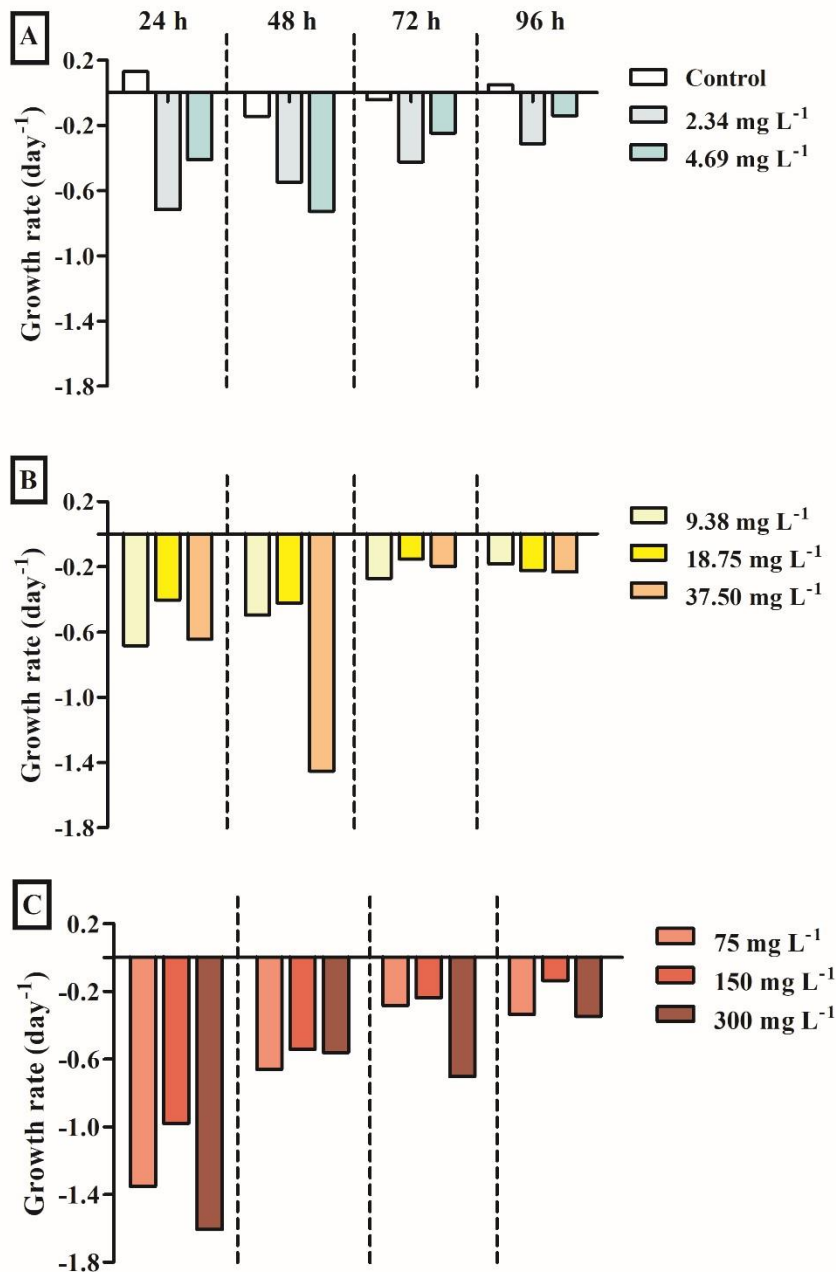 24 h 48 h 72 h 96 h
A
0.2
-0.2
-0.6
-1.0
-1.4
-1.8
Growth rate (day⁻¹)
Control
2.34 mg L⁻¹
4.69 mg L⁻¹
B
0.2
-0.2
-0.6
-1.0
-1.4
-1.8
Growth rate (day⁻¹)
9.38 mg L⁻¹
18.75 mg L⁻¹
37.50 mg L⁻¹
C
0.2
-0.2
-0.6
-1.0
-1.4
-1.8
Growth rate (day⁻¹)
75 mg L⁻¹
150 mg L⁻¹
300 mg L⁻¹